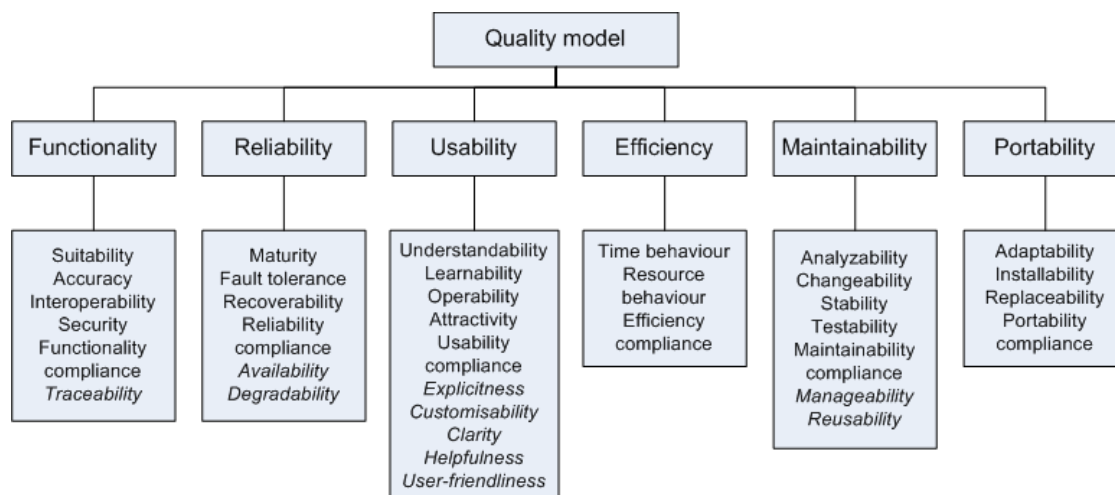 Quality model
Functionality
Reliability
Usability
Efficiency
Maintainability
Portability
Suitability
Accuracy
Interoperability
Security
Functionality
compliance
Traceability
Maturity
Fault tolerance
Recoverability
Reliability
compliance
Availability
Degradability
Understandability
Learnability
Operability
Attractivity
Usability
compliance
Explicitness
Customisability
Clarity
Helpfulness
User-friendliness
Time behaviour
Resource
behaviour
Efficiency
compliance
Analyzability
Changeability
Stability
Testability
Maintainability
compliance
Manageability
Reusability
Adaptability
Installability
Replaceability
Portability
compliance